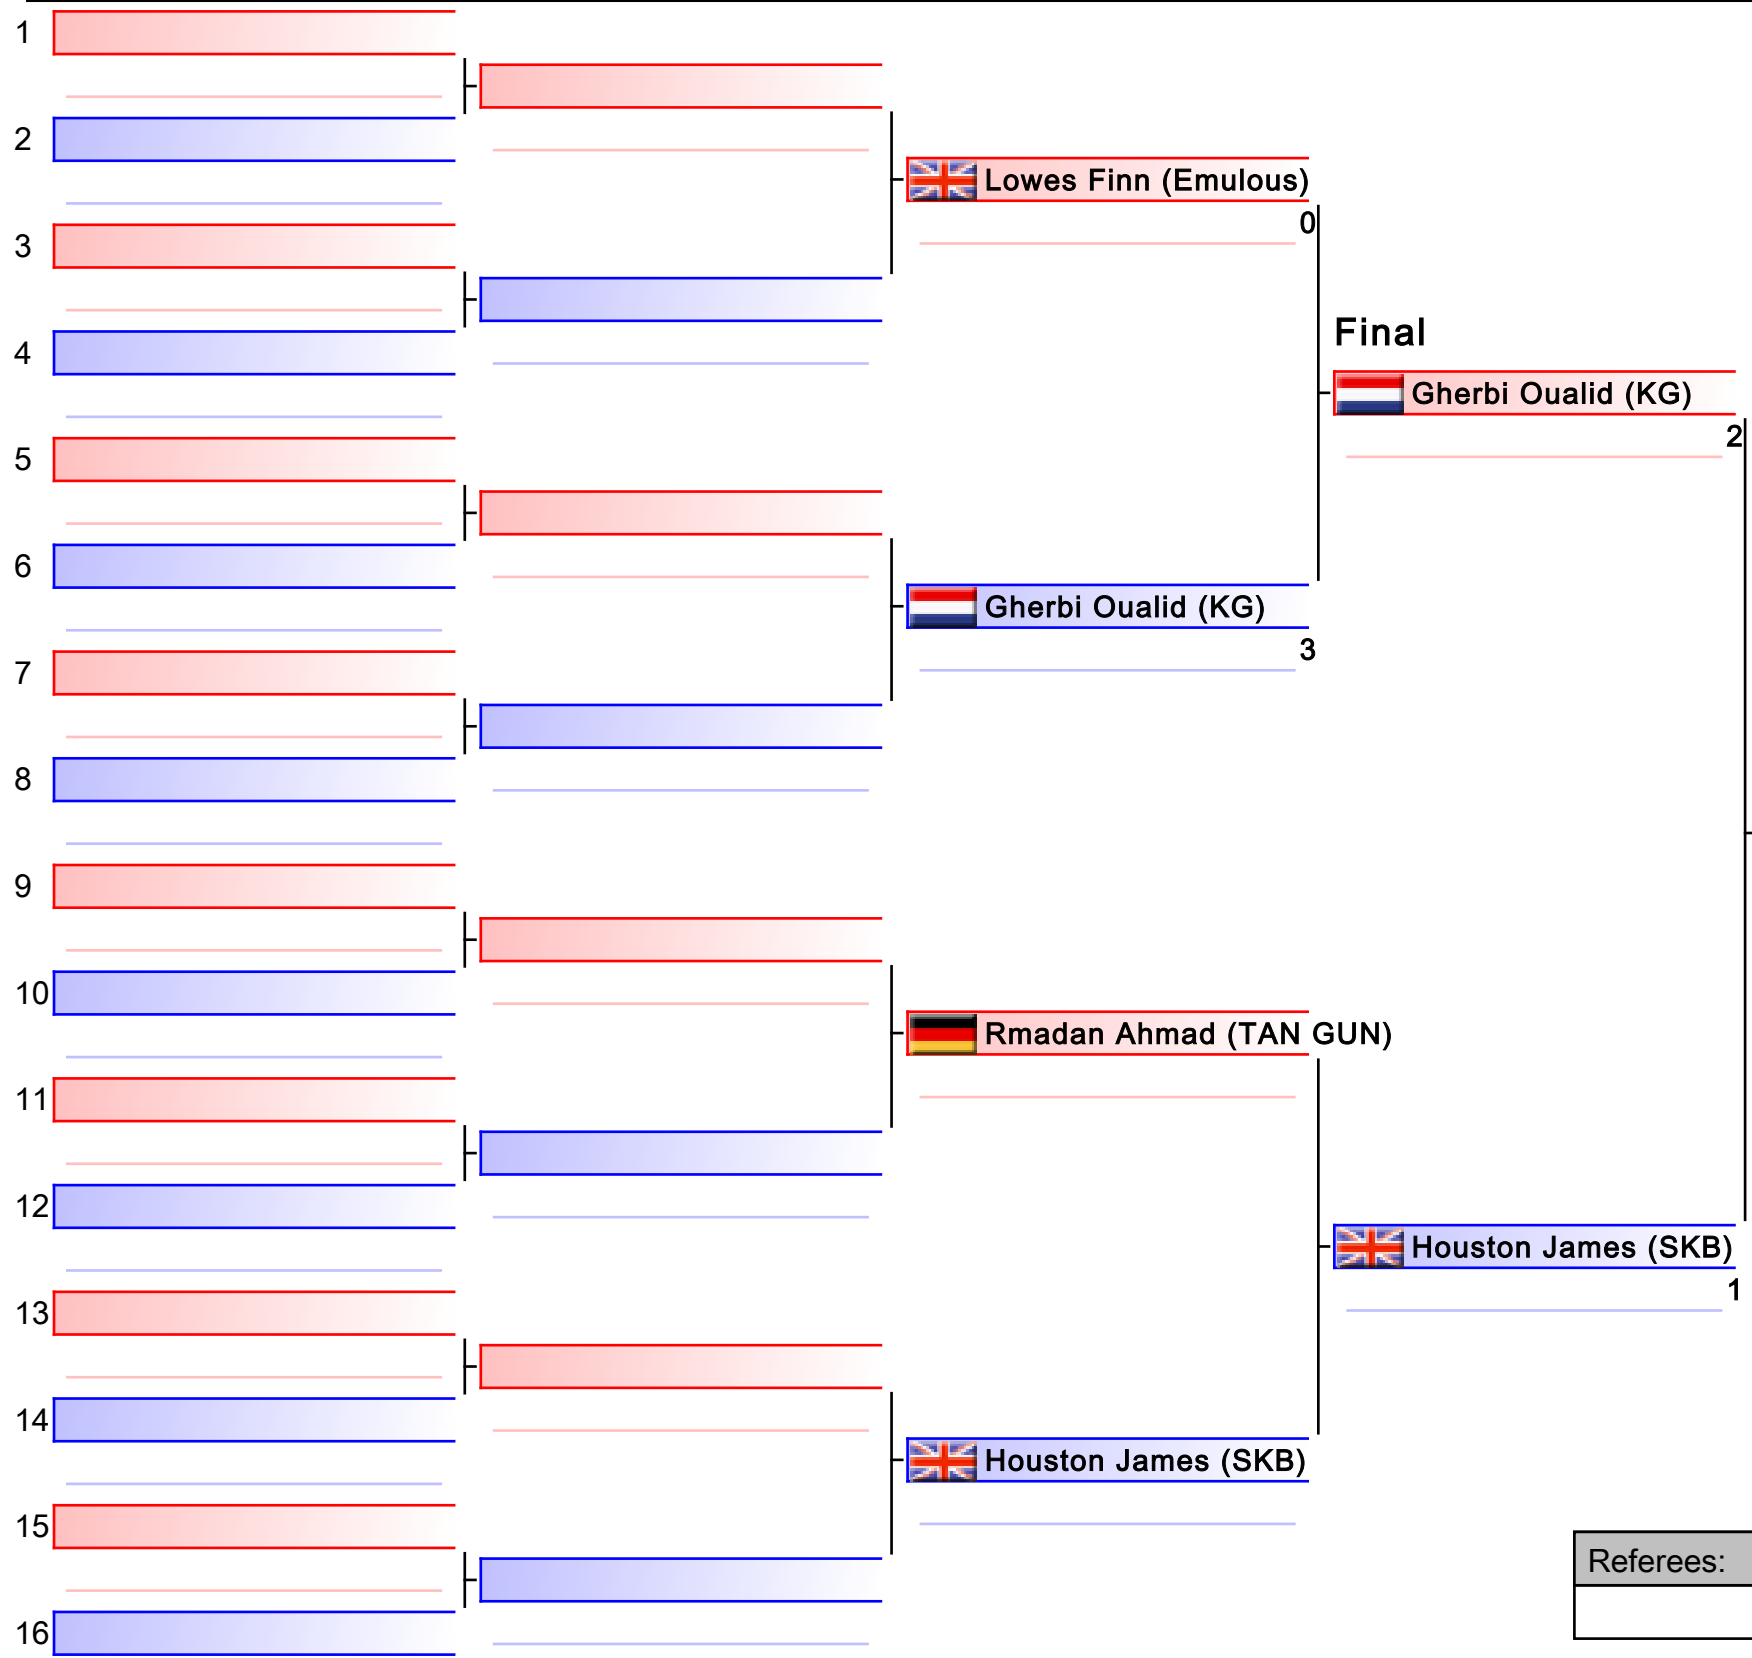 1
2
Lowes Finn (Emulous)
0
3
Final
4
Gherbi Oualid (KG)
2
5
6
Gherbi Oualid (KG)
3
7
8
9
10
Rmadan Ahmad (TAN GUN)
11
12
Houston James (SKB)
1
13
14
Houston James (SKB)
15
Referees:
16